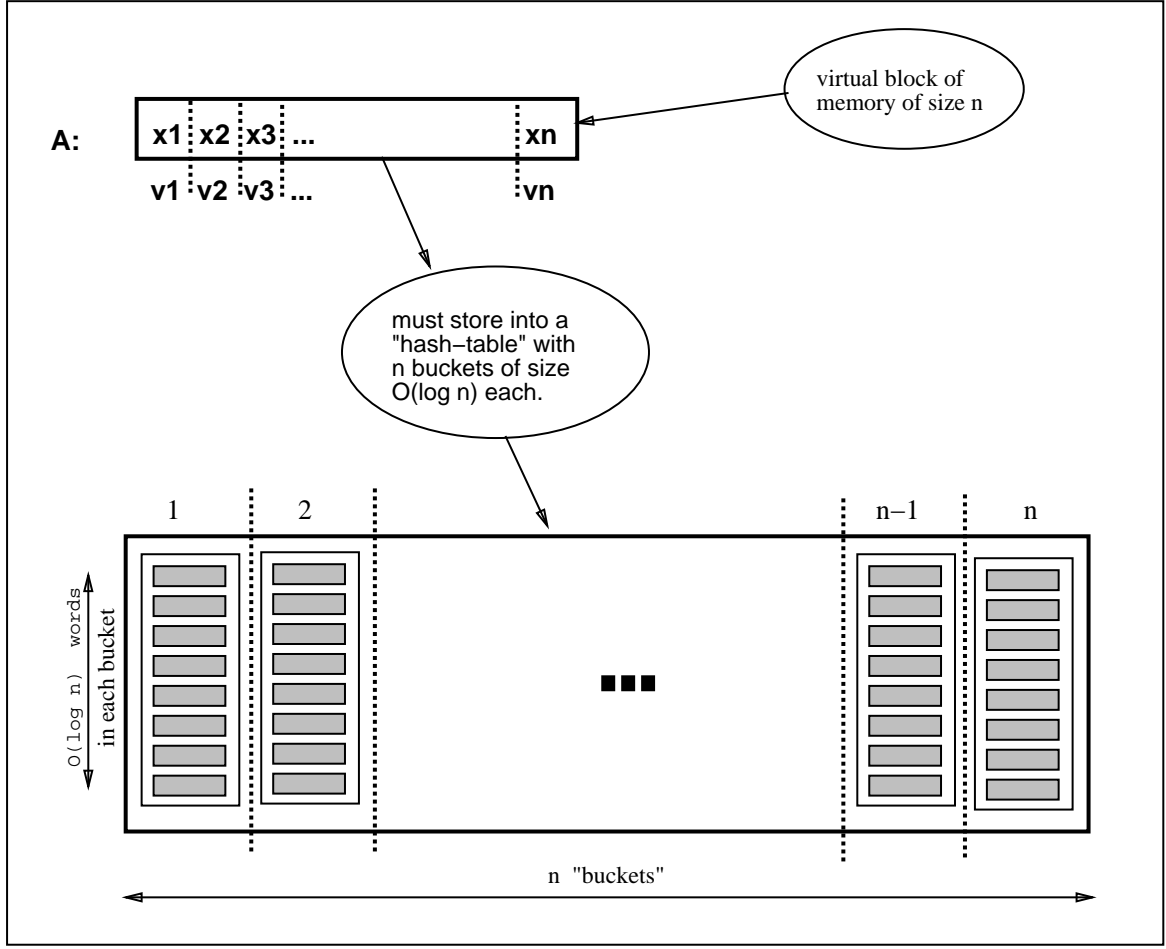 virtual block of
memory of size n
A:
x1 x2 x3 ... xn
v1 v2 v3 ... vn
must store into a
"hash−table" with
n buckets of size
O(log n) each.
1 2 n−1 n
O(log n) words
in each bucket
...
n "buckets"